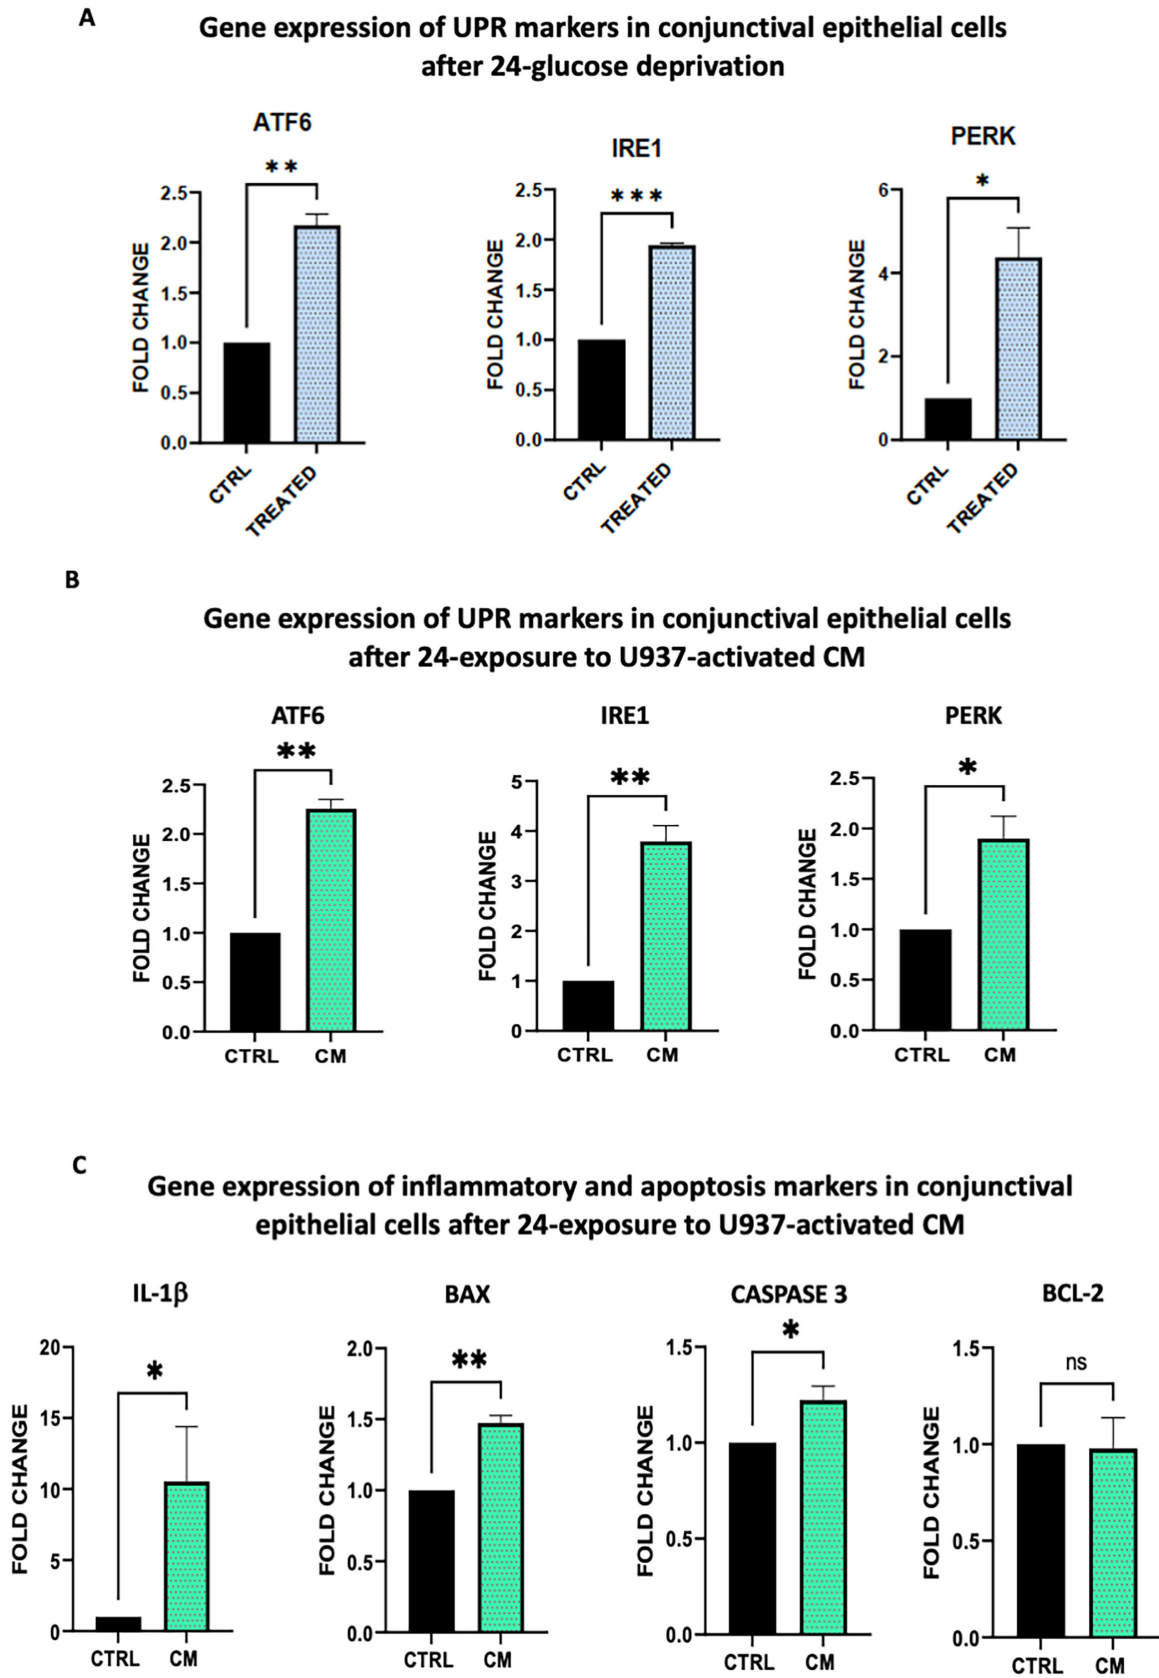 A
Gene expression of UPR markers in conjunctival epithelial cells
after 24-glucose deprivation
ATF6
**
FOLD CHANGE
2.5
2.0
1.5
1.0
0.5
0.0
CTRL
TREATED
IRE1
***
FOLD CHANGE
2.5
2.0
1.5
1.0
0.5
0.0
CTRL
TREATED
PERK
*
FOLD CHANGE
6
4
2
0
CTRL
TREATED
B
Gene expression of UPR markers in conjunctival epithelial cells
after 24-exposure to U937-activated CM
ATF6
**
FOLD CHANGE
2.5
2.0
1.5
1.0
0.5
0.0
CTRL CM
IRE1
**
FOLD CHANGE
5
4
3
2
1
0
CTRL CM
PERK
*
FOLD CHANGE
2.5
2.0
1.5
1.0
0.5
0.0
CTRL CM
C
Gene expression of inflammatory and apoptosis markers in conjunctival
epithelial cells after 24-exposure to U937-activated CM
IL-1β
*
FOLD CHANGE
20
15
10
5
0
CTRL CM
BAX
**
FOLD CHANGE
2.0
1.5
1.0
0.5
0.0
CTRL CM
CASPASE 3
*
FOLD CHANGE
1.5
1.0
0.5
0.0
CTRL CM
BCL-2
ns
FOLD CHANGE
1.5
1.0
0.5
0.0
CTRL CM